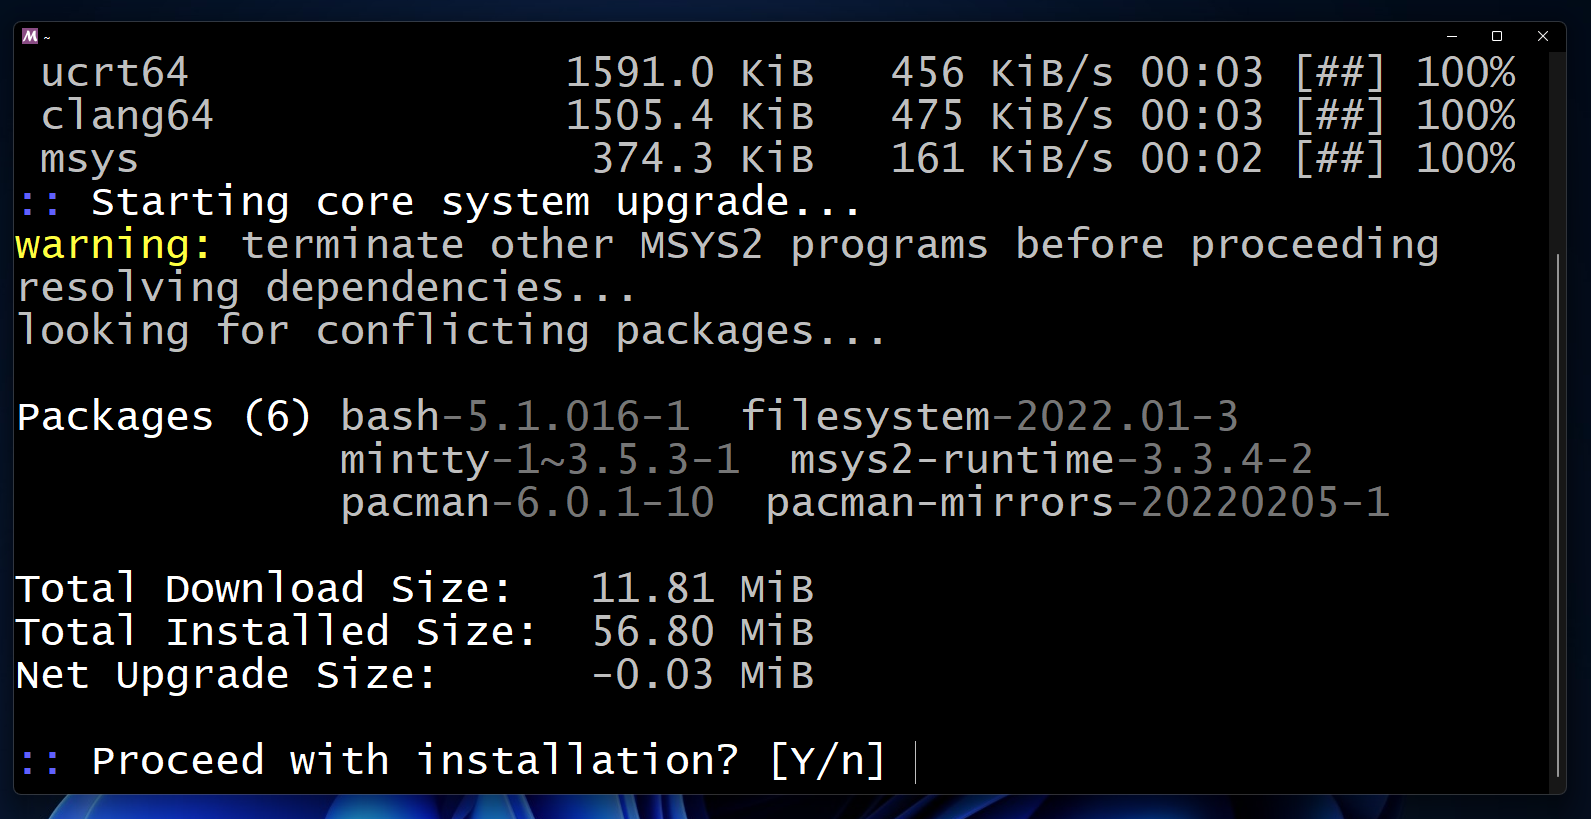 M ~
ucrt64 1591.0 KiB 456 KiB/s 00:03 [##] 100%
clang64 1505.4 KiB 475 KiB/s 00:03 [##] 100%
msys 374.3 KiB 161 KiB/s 00:02 [##] 100%
:: Starting core system upgrade...
warning: terminate other MSYS2 programs before proceeding
resolving dependencies...
looking for conflicting packages...
Packages (6) bash-5.1.016-1 filesystem-2022.01-3
mintty-1~3.5.3-1 msys2-runtime-3.3.4-2
pacman-6.0.1-10 pacman-mirrors-20220205-1
Total Download Size: 11.81 MiB
Total Installed Size: 56.80 MiB
Net Upgrade Size: -0.03 MiB
:: Proceed with installation? [Y/n]